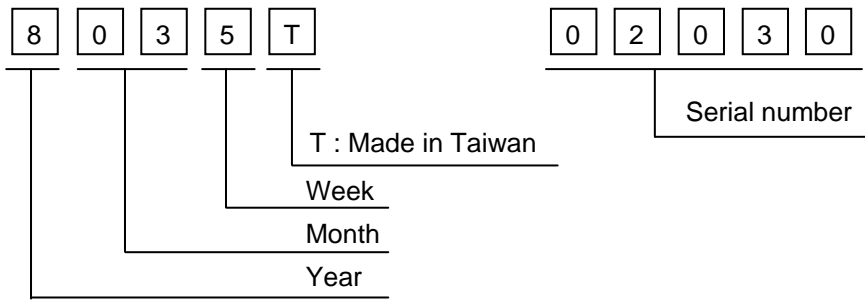 8 0 3 5 T 0 2 0 3 0
Serial number
T : Made in Taiwan
Week
Month
Year